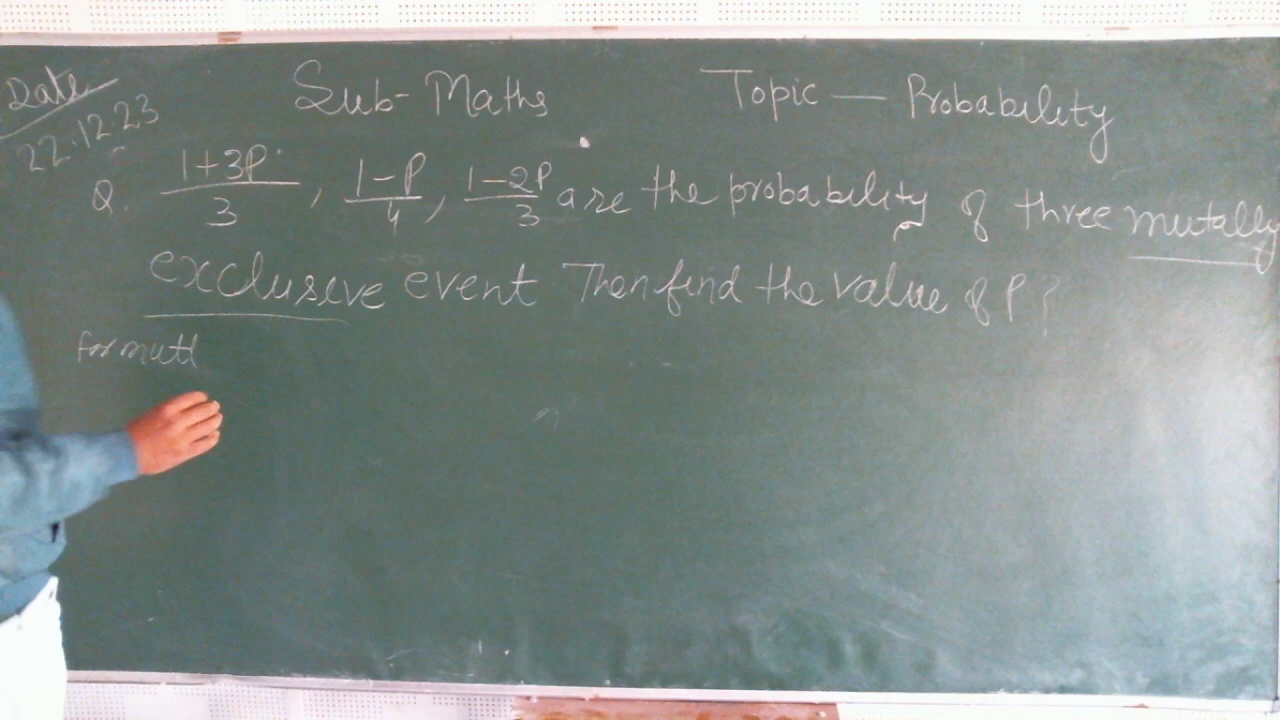 Date
22.12.23
Sub- Maths Topic — Probability
Q. 1+3P/3 , 1-P/4 , 1-2P/3 are the probability of three mutally
exclusive event Then find the value of P?
for mutl